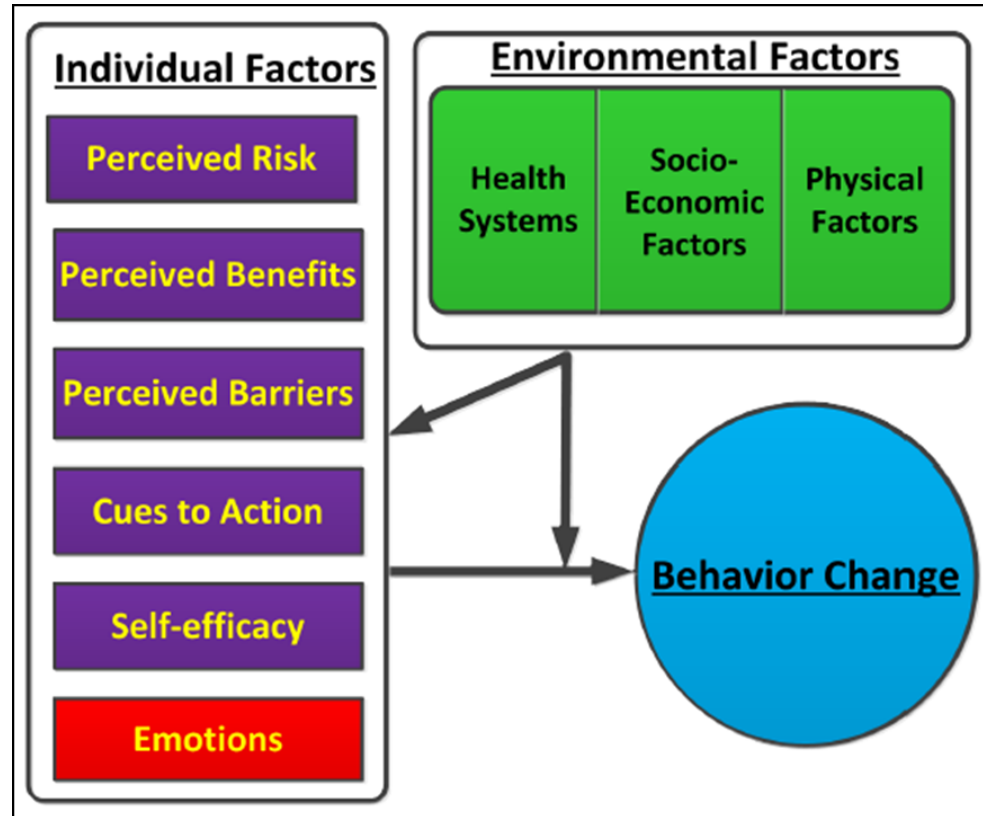 Individual Factors
Perceived Risk
Perceived Benefits
Perceived Barriers
Cues to Action
Self-efficacy
Emotions
Environmental Factors
Health
Systems
Socio-
Economic
Factors
Physical
Factors
Behavior Change